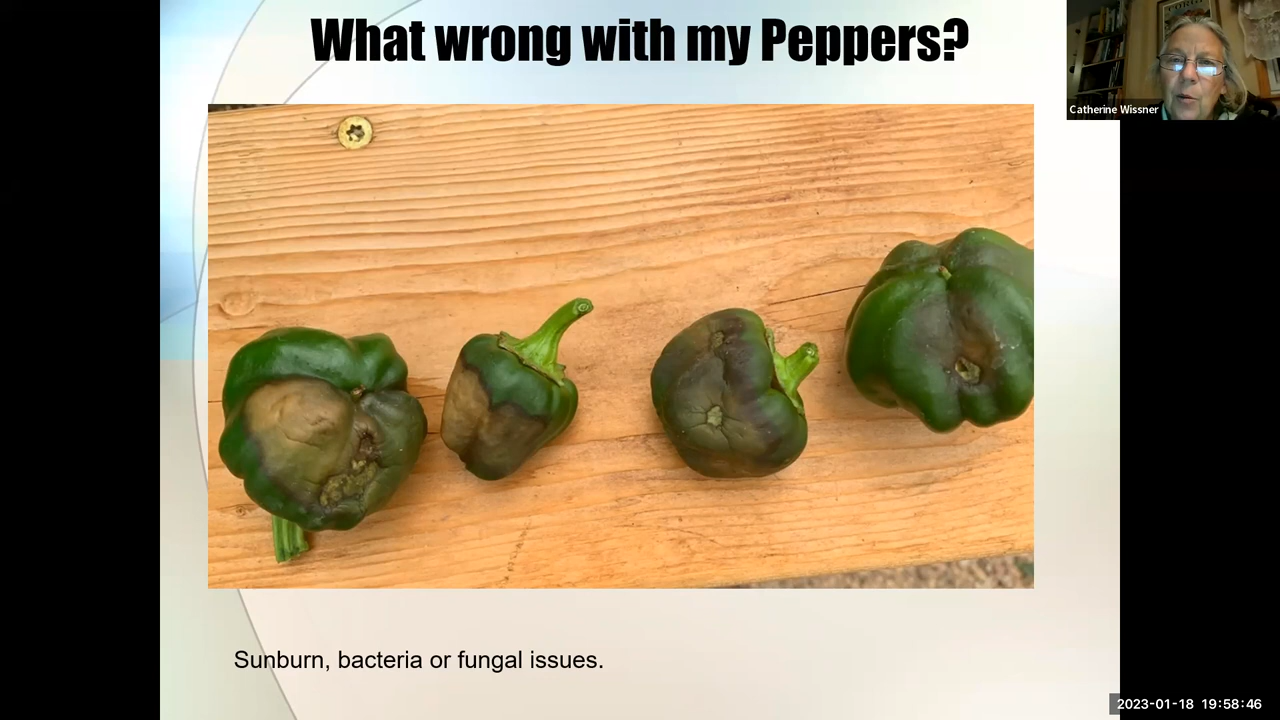 What wrong with my Peppers?
Catherine Wissner
Sunburn, bacteria or fungal issues.
2023-01-18 19:58:46